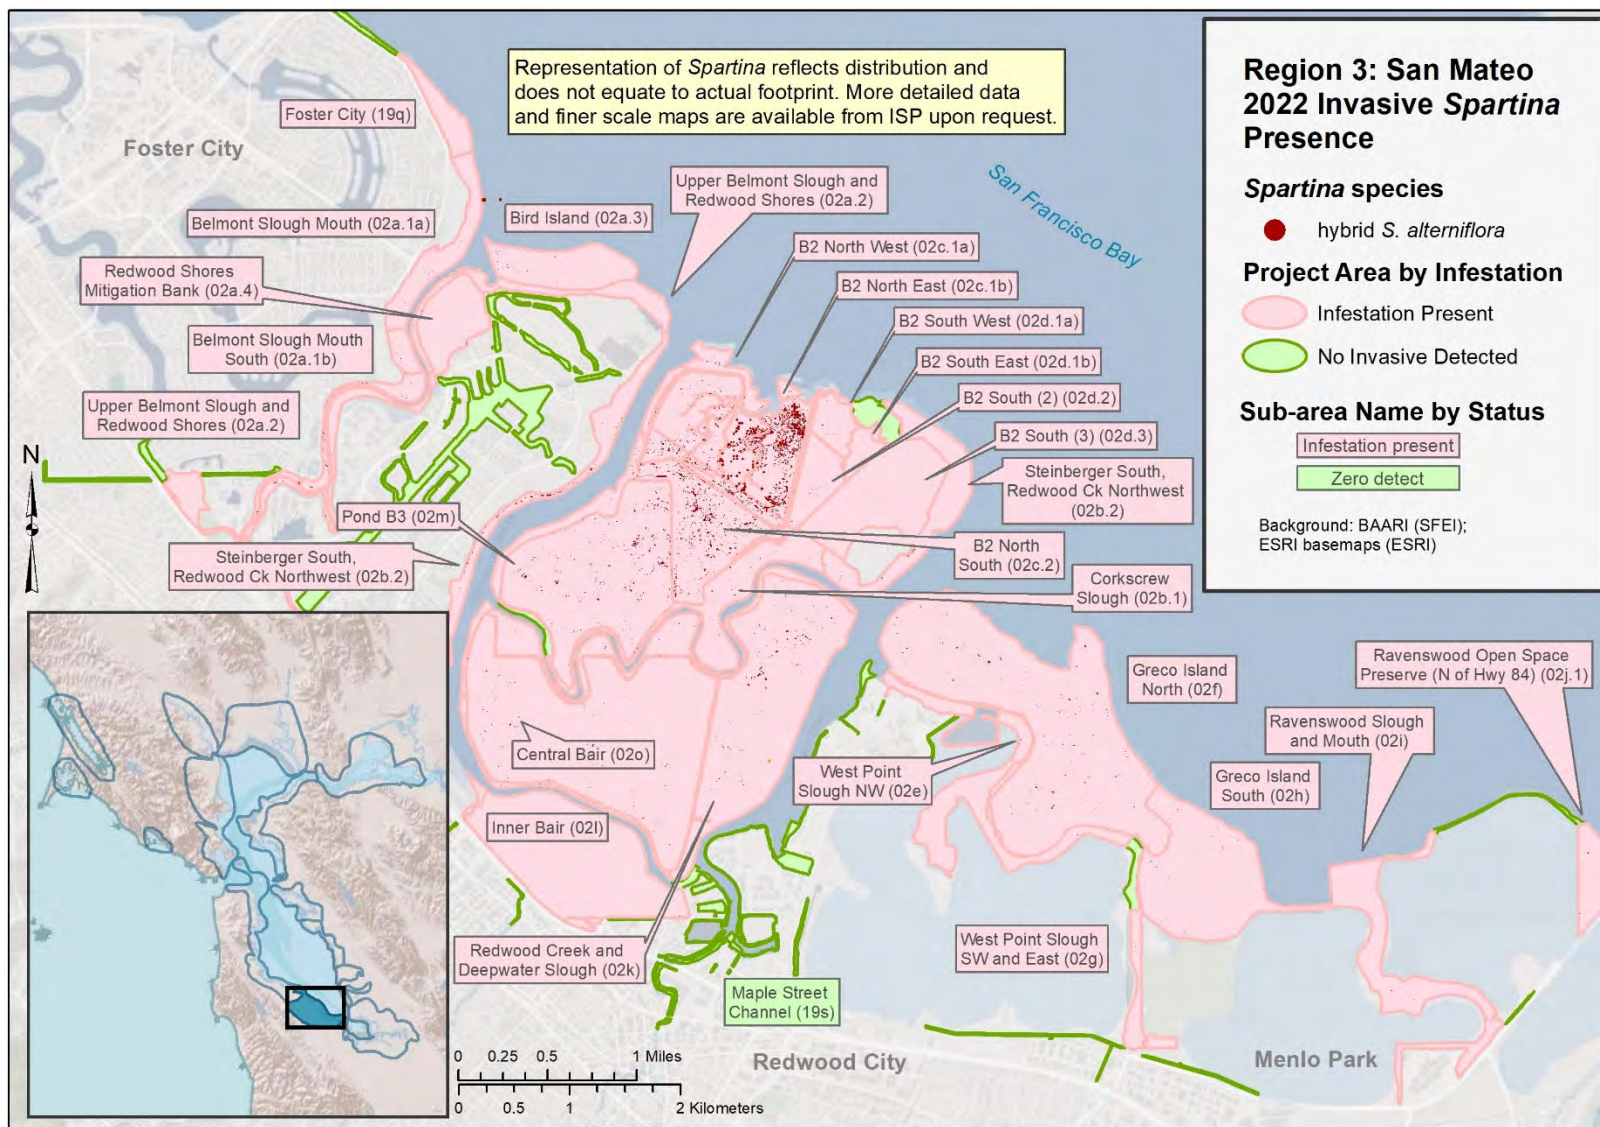 Representation of Spartina reflects distribution and
does not equate to actual footprint. More detailed data
and finer scale maps are available from ISP upon request.
Region 3: San Mateo
2022 Invasive Spartina
Presence
Spartina species
hybrid S. alterniflora
Project Area by Infestation
Infestation Present
No Invasive Detected
Sub-area Name by Status
Infestation present
Zero detect
Background: BAARI (SFEI);
ESRI basemaps (ESRI)
Foster City (19q)
Foster City
Belmont Slough Mouth (02a.1a)
Bird Island (02a.3)
Upper Belmont Slough and
Redwood Shores (02a.2)
San Francisco Bay
B2 North West (02c.1a)
Redwood Shores
Mitigation Bank (02a.4)
B2 North East (02c.1b)
B2 South West (02d.1a)
Belmont Slough Mouth
South (02a.1b)
B2 South East (02d.1b)
B2 South (2) (02d.2)
Upper Belmont Slough and
Redwood Shores (02a.2)
B2 South (3) (02d.3)
N
Steinberger South,
Redwood Ck Northwest
(02b.2)
Pond B3 (02m)
Steinberger South,
Redwood Ck Northwest (02b.2)
B2 North
South (02c.2)
Corkscrew
Slough (02b.1)
Greco Island
North (02f)
Ravenswood Open Space
Preserve (N of Hwy 84) (02j.1)
Ravenswood Slough
and Mouth (02i)
Central Bair (02o)
West Point
Slough NW (02e)
Greco Island
South (02h)
Inner Bair (02l)
Redwood Creek and
Deepwater Slough (02k)
West Point Slough
SW and East (02g)
Maple Street
Channel (19s)
Redwood City
Menlo Park
0 0.25 0.5 1 Miles
0 0.5 1 2 Kilometers